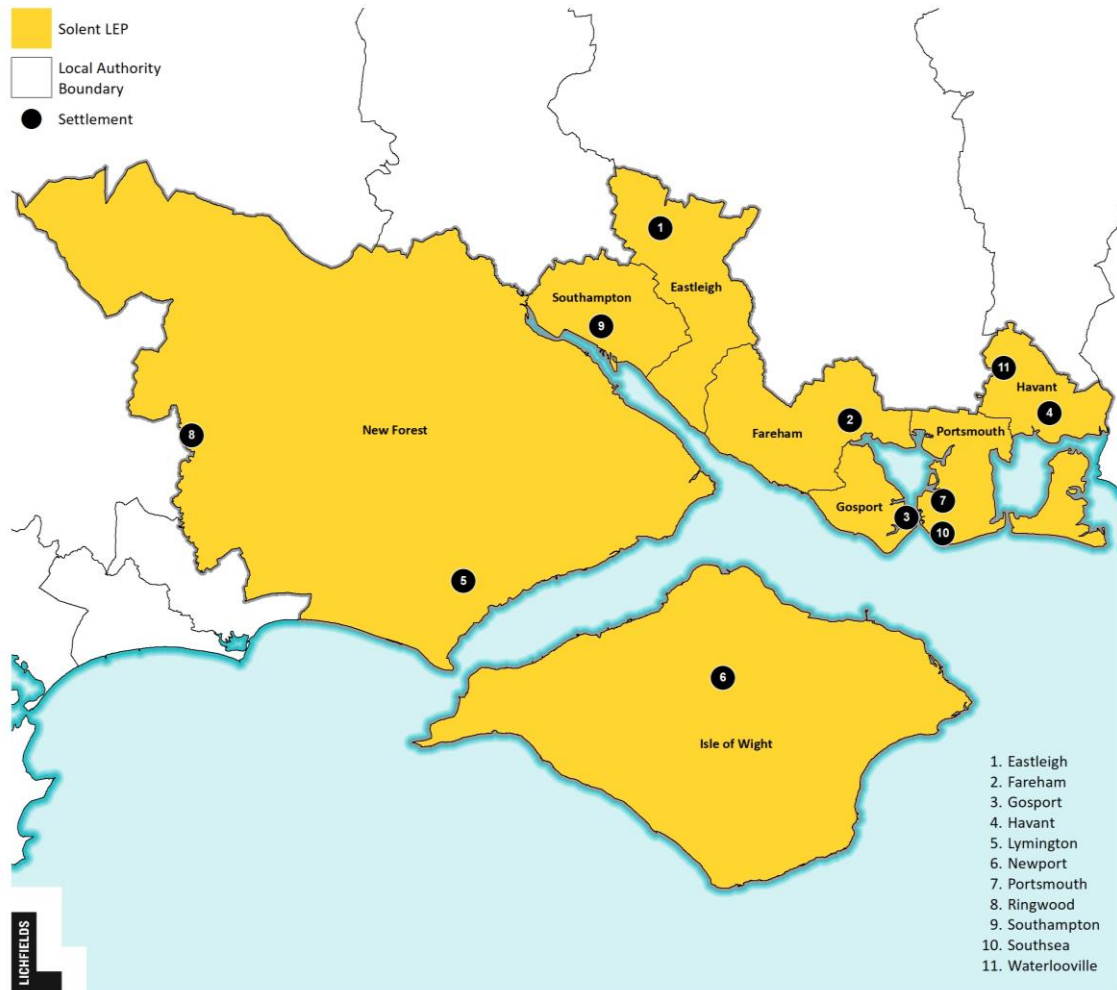 Solent LEP
Local Authority
Boundary
Settlement
1
Eastleigh
Southampton
9
11
Havant
4
New Forest
8
2
Fareham
Portsmouth
7
Gosport
3
10
5
6
Isle of Wight
1. Eastleigh
2. Fareham
3. Gosport
4. Havant
5. Lymington
6. Newport
7. Portsmouth
8. Ringwood
9. Southampton
10. Southsea
11. Waterlooville
LICHFIELDS